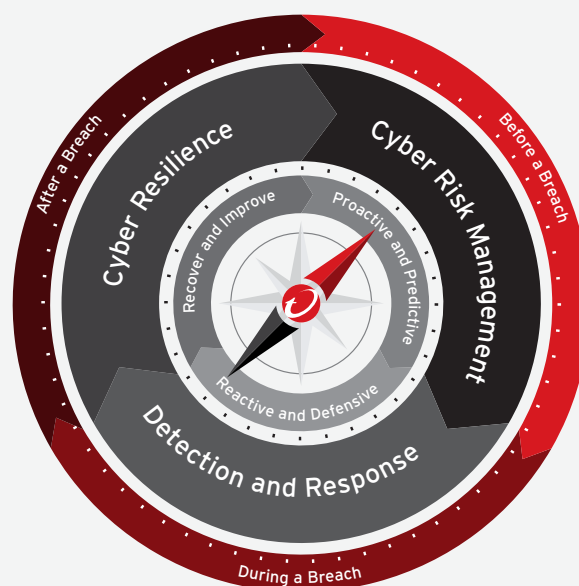 Before a Breach
Cyber Risk Management
Proactive and Predictive
During a Breach
Detection and Response
Reactive and Defensive
After a Breach
Cyber Resilience
Recover and Improve